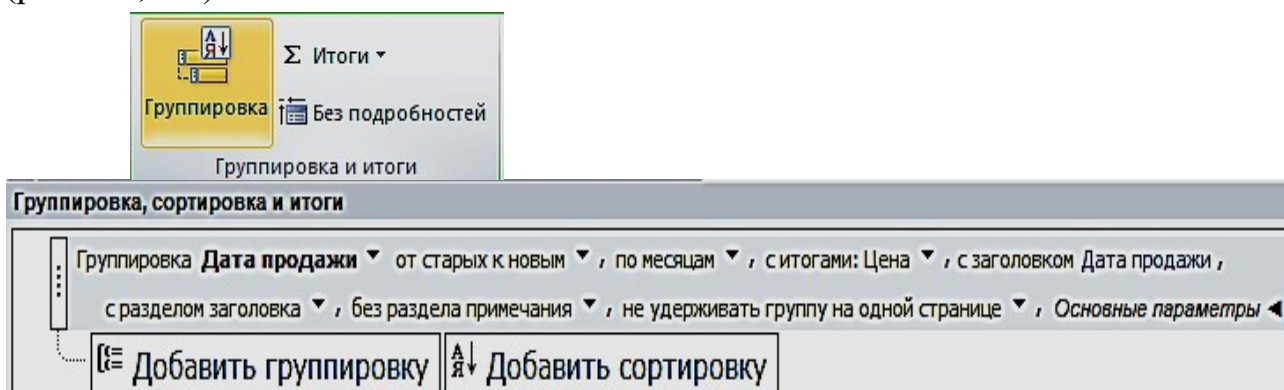 Σ Итоги
Группировка
Без подробностей
Группировка и итоги
Группировка, сортировка и итоги
Группировка Дата продажи ▼ от старых к новым ▼ , по месяцам ▼ , с итогами: Цена ▼ , с заголовком Дата продажи ,
с разделом заголовка ▼ , без раздела примечания ▼ , не удерживать группу на одной странице ▼ , Основные параметры ◀
Добавить группировку
Добавить сортировку